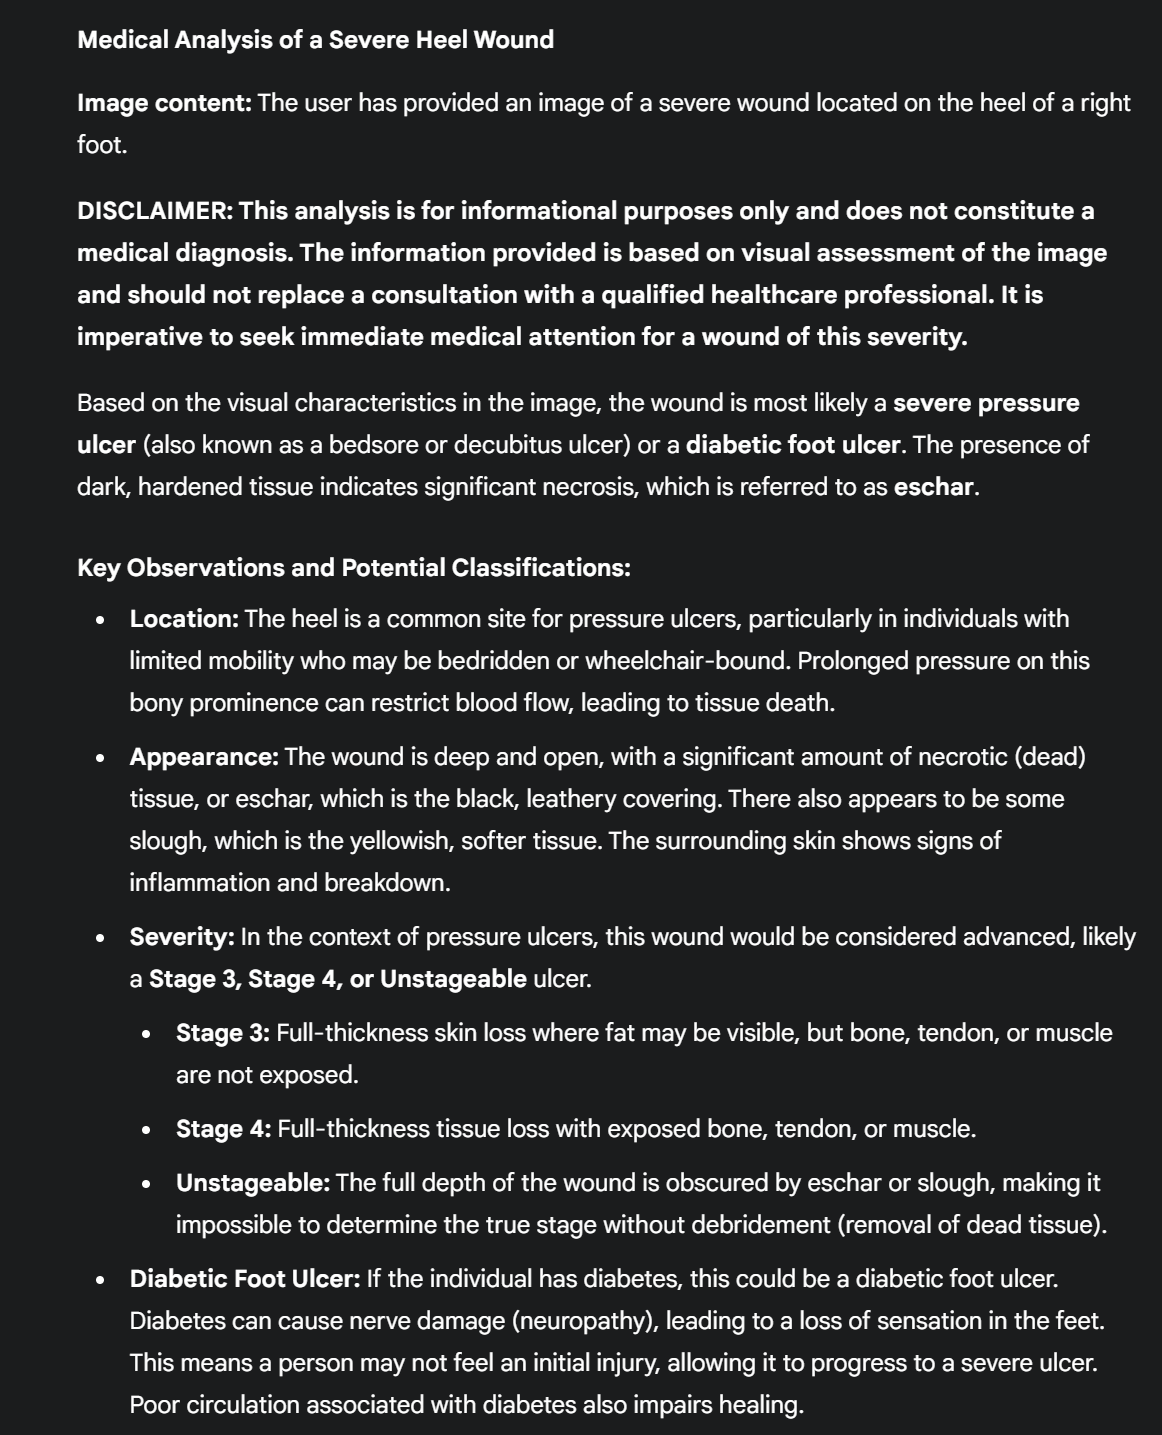 Medical Analysis of a Severe Heel Wound
Image content: The user has provided an image of a severe wound located on the heel of a right
foot.
DISCLAIMER: This analysis is for informational purposes only and does not constitute a
medical diagnosis. The information provided is based on visual assessment of the image
and should not replace a consultation with a qualified healthcare professional. It is
imperative to seek immediate medical attention for a wound of this severity.
Based on the visual characteristics in the image, the wound is most likely a severe pressure
ulcer (also known as a bedsore or decubitus ulcer) or a diabetic foot ulcer. The presence of
dark, hardened tissue indicates significant necrosis, which is referred to as eschar.
Key Observations and Potential Classifications:
• Location: The heel is a common site for pressure ulcers, particularly in individuals with
limited mobility who may be bedridden or wheelchair-bound. Prolonged pressure on this
bony prominence can restrict blood flow, leading to tissue death.
• Appearance: The wound is deep and open, with a significant amount of necrotic (dead)
tissue, or eschar, which is the black, leathery covering. There also appears to be some
slough, which is the yellowish, softer tissue. The surrounding skin shows signs of
inflammation and breakdown.
• Severity: In the context of pressure ulcers, this wound would be considered advanced, likely
a Stage 3, Stage 4, or Unstageable ulcer.
• Stage 3: Full-thickness skin loss where fat may be visible, but bone, tendon, or muscle
are not exposed.
• Stage 4: Full-thickness tissue loss with exposed bone, tendon, or muscle.
• Unstageable: The full depth of the wound is obscured by eschar or slough, making it
impossible to determine the true stage without debridement (removal of dead tissue).
• Diabetic Foot Ulcer: If the individual has diabetes, this could be a diabetic foot ulcer.
Diabetes can cause nerve damage (neuropathy), leading to a loss of sensation in the feet.
This means a person may not feel an initial injury, allowing it to progress to a severe ulcer.
Poor circulation associated with diabetes also impairs healing.